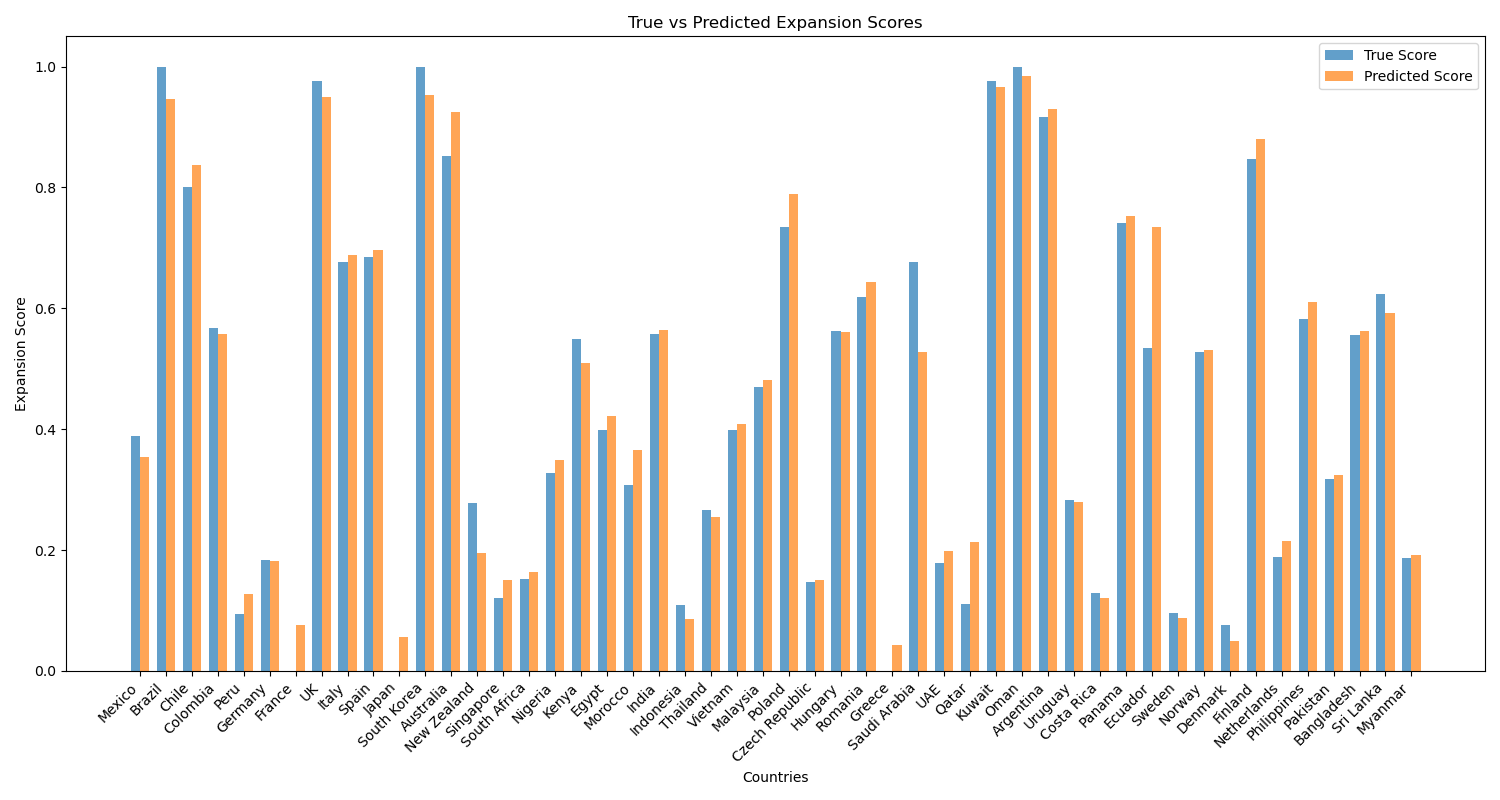 True vs Predicted Expansion Scores
True Score
Predicted Score
Expansion Score
1.0
0.8
0.6
0.4
0.2
0.0
Mexico
Brazil
Chile
Colombia
Peru
Germany
France
UK
Italy
Spain
Japan
South Korea
Australia
New Zealand
Singapore
South Africa
Nigeria
Kenya
Egypt
Morocco
India
Indonesia
Thailand
Vietnam
Malaysia
Poland
Czech Republic
Hungary
Romania
Greece
Saudi Arabia
UAE
Qatar
Kuwait
Oman
Argentina
Uruguay
Costa Rica
Panama
Ecuador
Sweden
Norway
Denmark
Finland
Netherlands
Philippines
Pakistan
Bangladesh
Sri Lanka
Myanmar
Countries